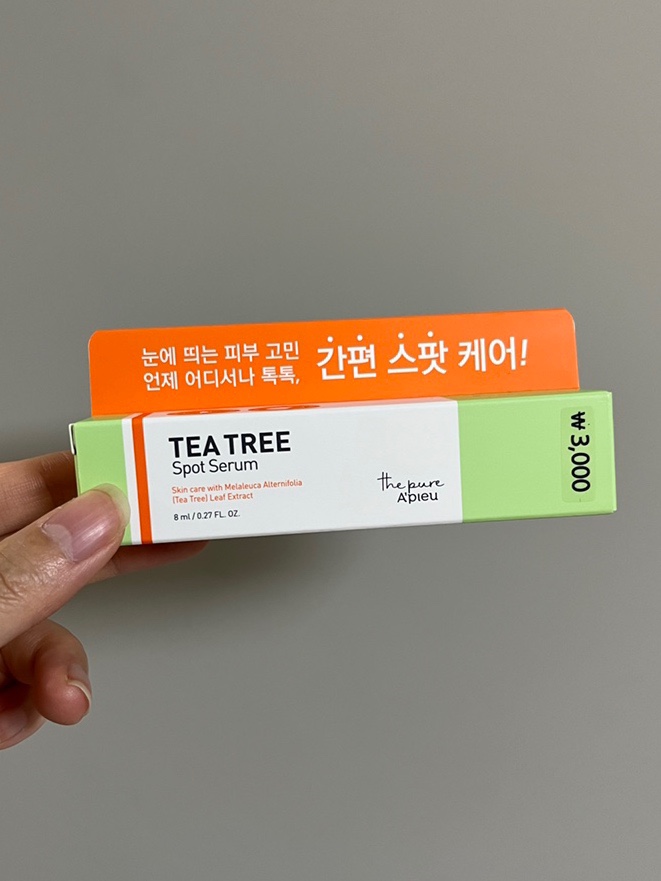 눈에 띄는 피부 고민
언제 어디서나 톡톡,
간편 스팟 케어!
TEA TREE
Spot Serum
Skin care with Melaleuca Alternifolia
(Tea Tree) Leaf Extract
8 ml / 0.27 FL. OZ.
the pure
A'PIEU
₩3,000